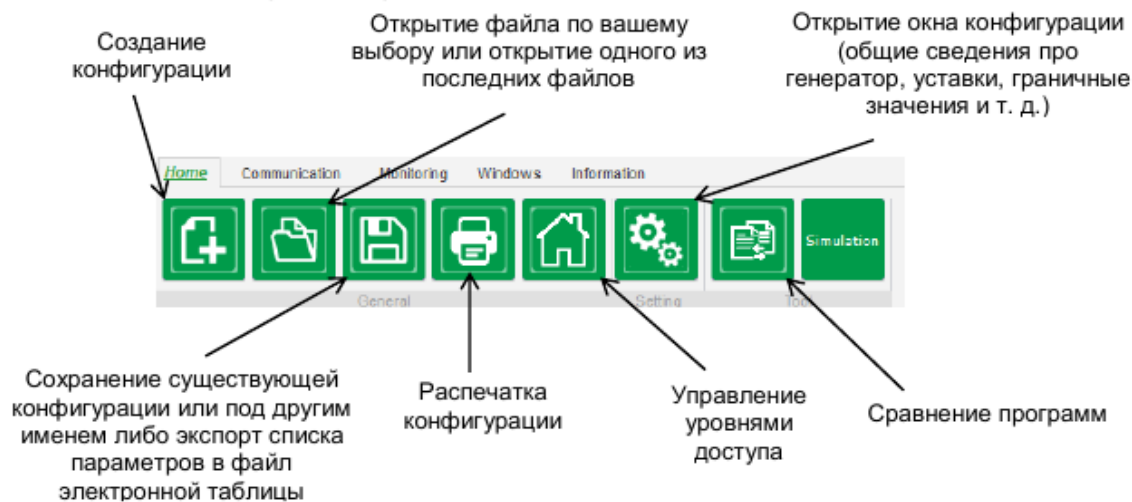 Создание
конфигурации
Открытие файла по вашему
выбору или открытие одного из
последних файлов
Открытие окна конфигурации
(общие сведения про
генератор, уставки, граничные
значения и т. д.)
Home Communication Monitoring Windows Information
Simulation
General Setting Tool
Сохранение существующей
конфигурации или под другим
именем либо экспорт списка
параметров в файл
электронной таблицы
Распечатка
конфигурации
Управление
уровнями
доступа
Сравнение программ